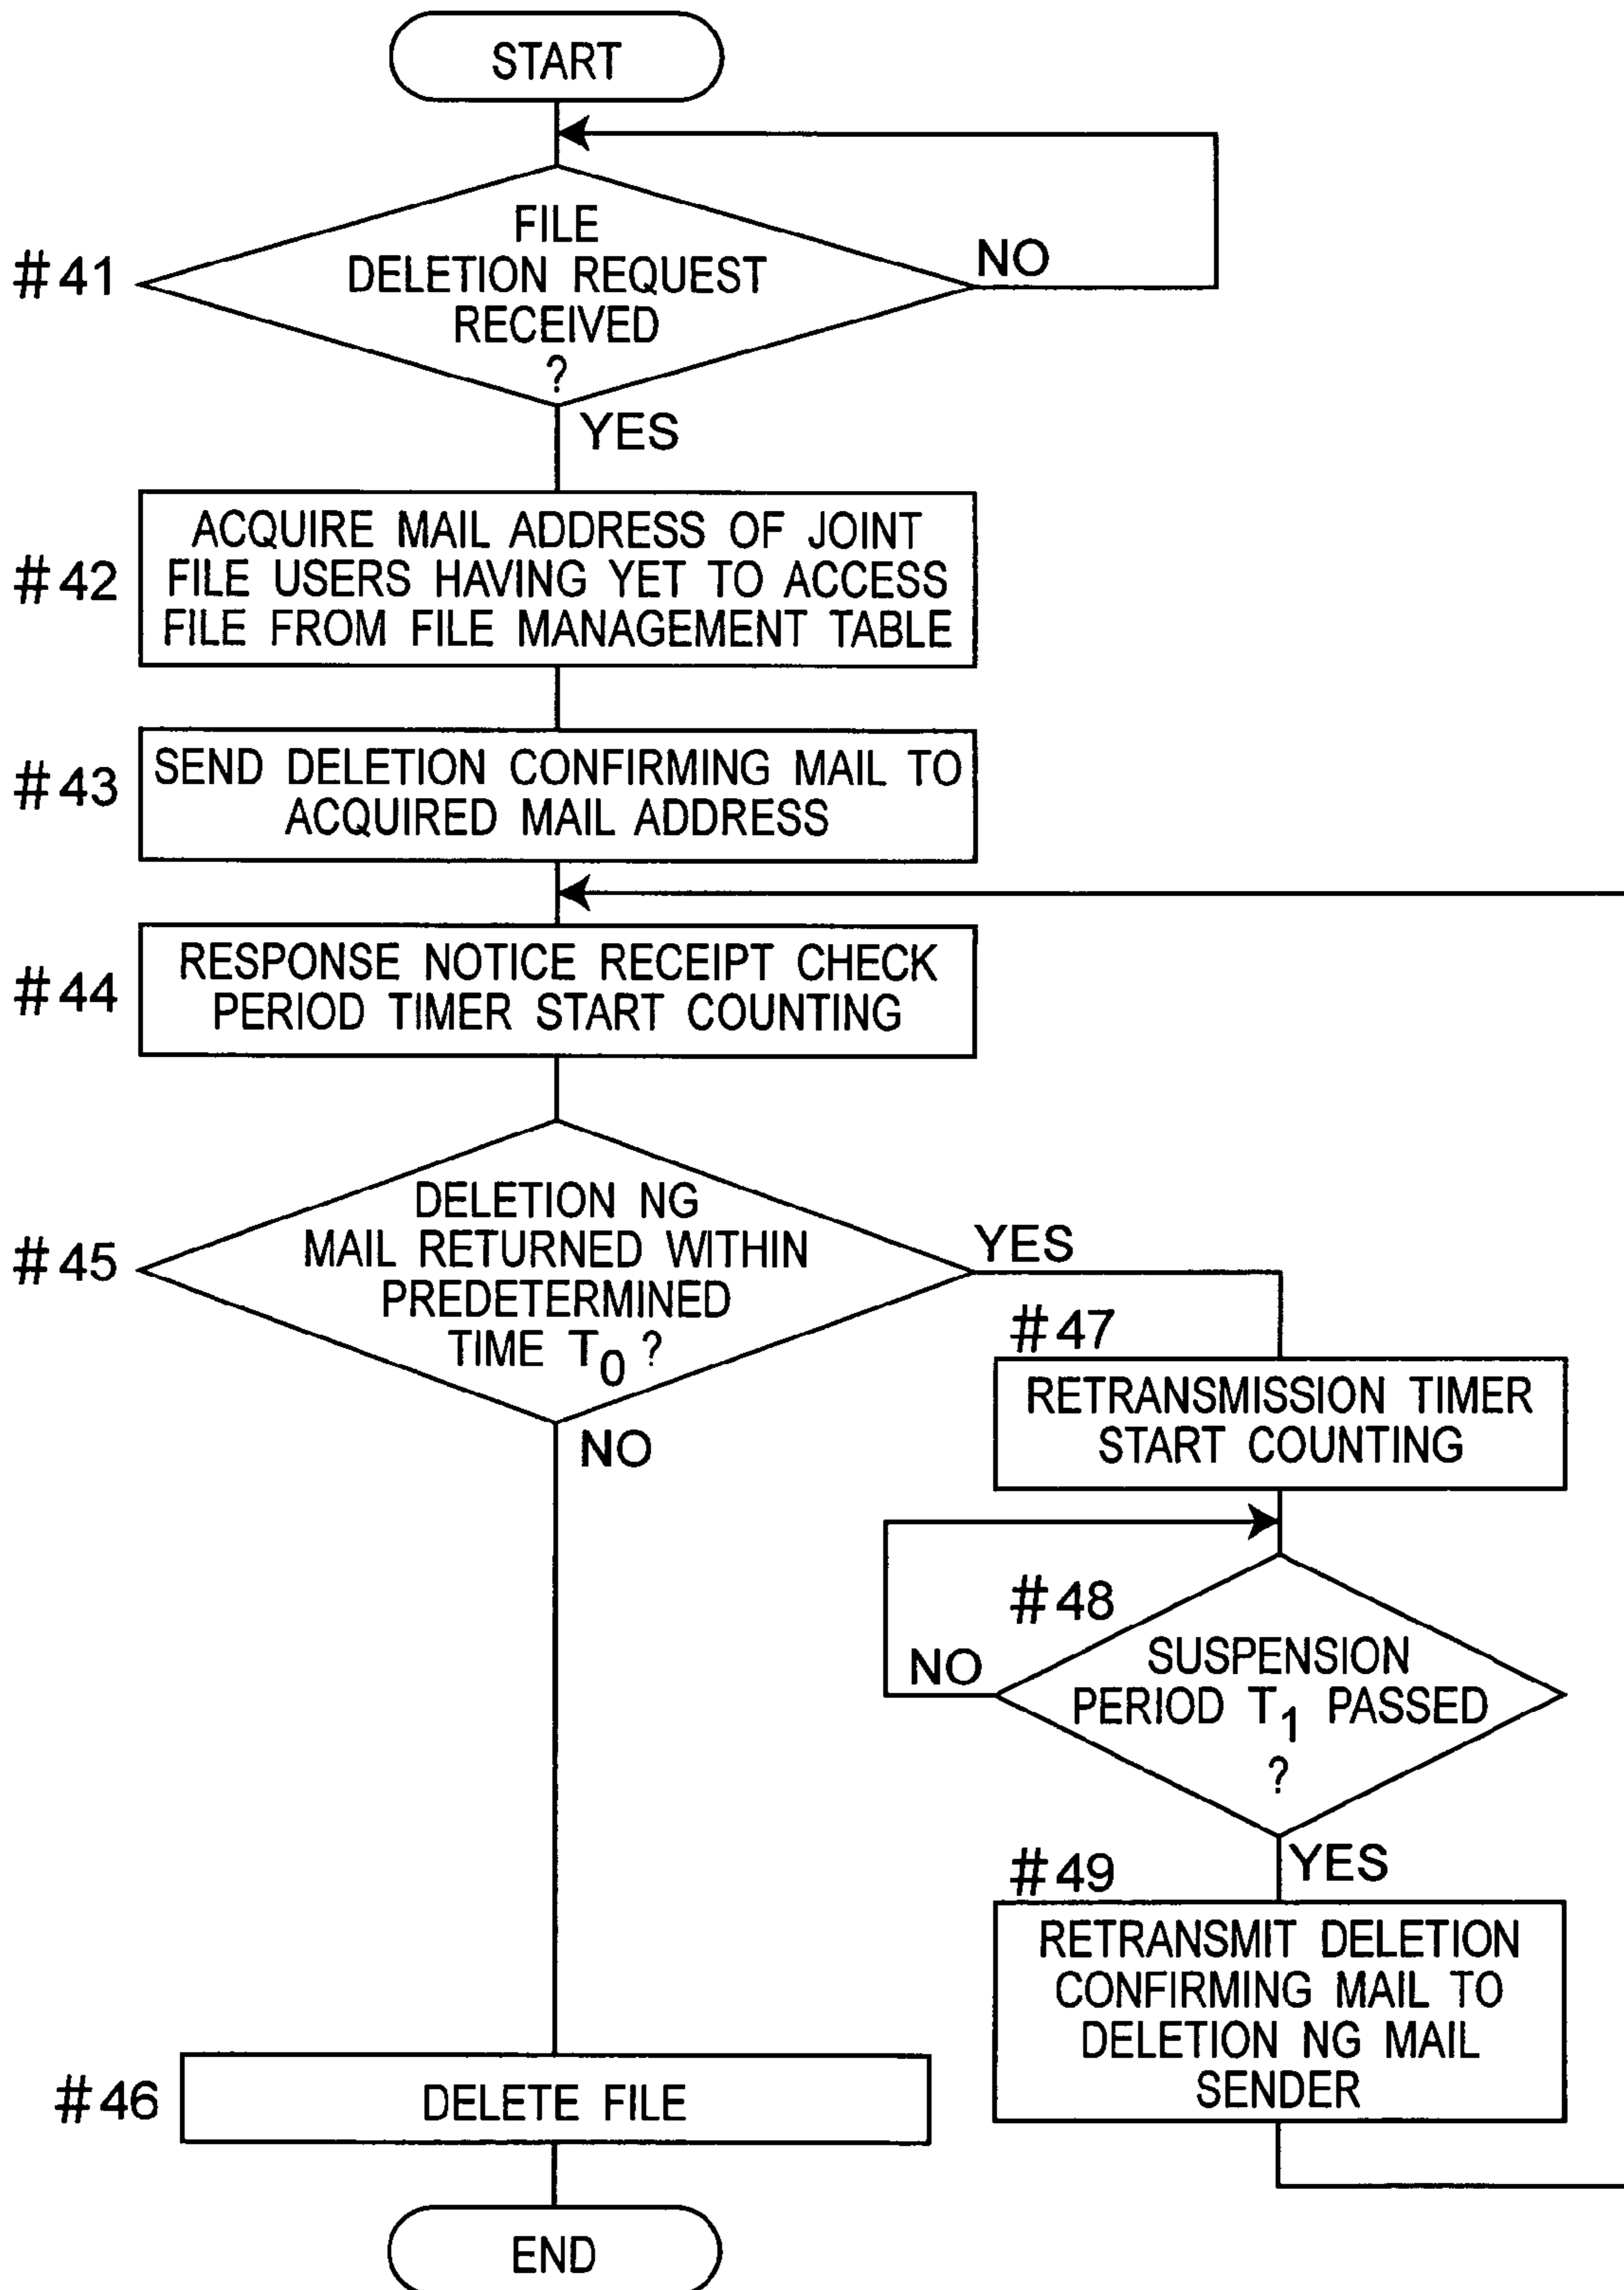 START
#41
FILE
DELETION REQUEST
RECEIVED
?
NO
YES
#42
ACQUIRE MAIL ADDRESS OF JOINT
FILE USERS HAVING YET TO ACCESS
FILE FROM FILE MANAGEMENT TABLE
#43
SEND DELETION CONFIRMING MAIL TO
ACQUIRED MAIL ADDRESS
#44
RESPONSE NOTICE RECEIPT CHECK
PERIOD TIMER START COUNTING
#45
DELETION NG
MAIL RETURNED WITHIN
PREDETERMINED
TIME T0 ?
YES
NO
#47
RETRANSMISSION TIMER
START COUNTING
#48
SUSPENSION
PERIOD T1 PASSED
?
NO
YES
#49
RETRANSMIT DELETION
CONFIRMING MAIL TO
DELETION NG MAIL
SENDER
#46
DELETE FILE
END